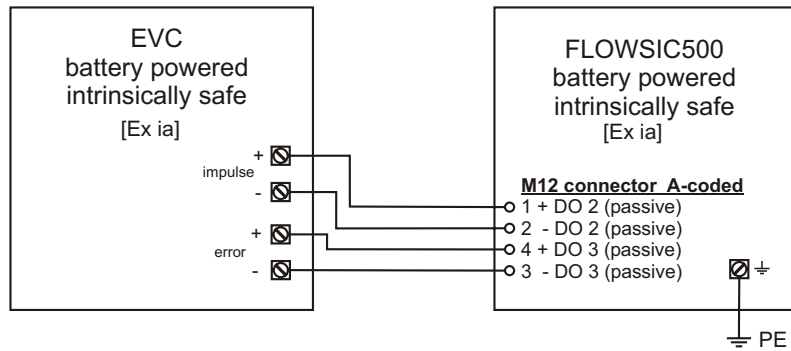 EVC
battery powered
intrinsically safe
[Ex ia]
+
impulse
-
+
error
-
FLOWSIC500
battery powered
intrinsically safe
[Ex ia]
M12 connector A-coded
1 + DO 2 (passive)
2 - DO 2 (passive)
4 + DO 3 (passive)
3 - DO 3 (passive)
PE